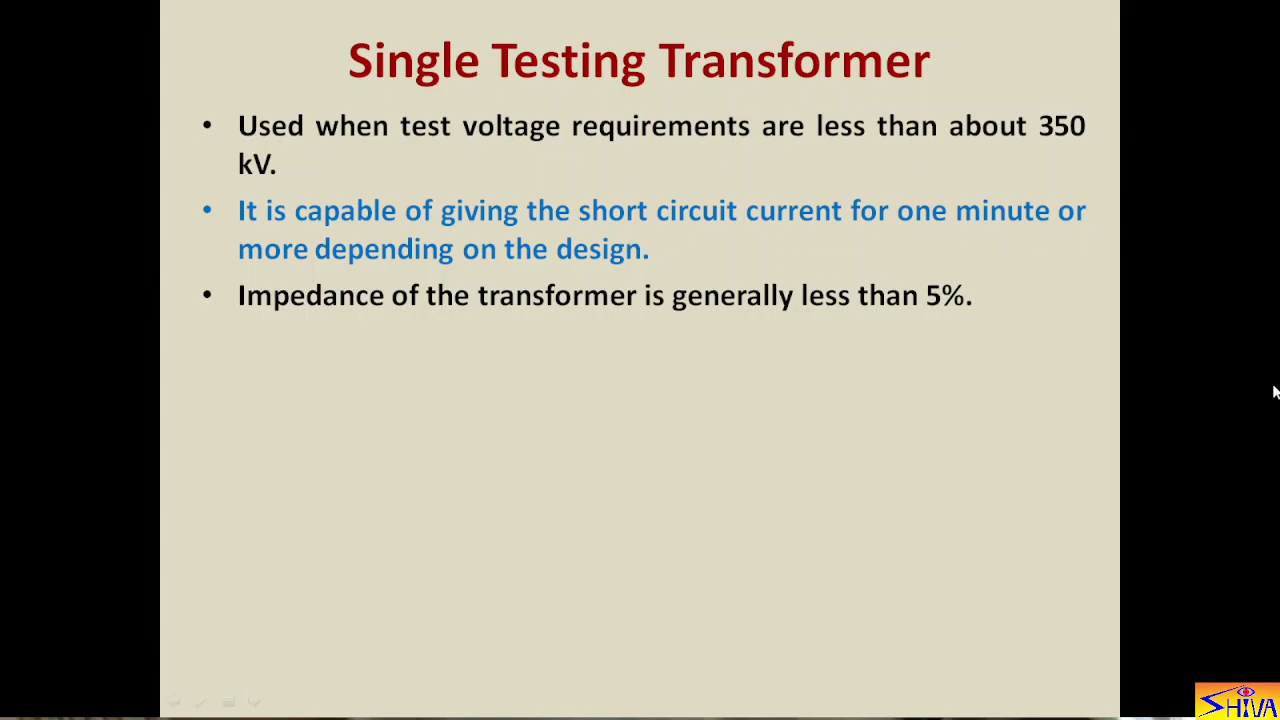 Single Testing Transformer
• Used when test voltage requirements are less than about 350
kV.
• It is capable of giving the short circuit current for one minute or
more depending on the design.
• Impedance of the transformer is generally less than 5%.
SHIVA